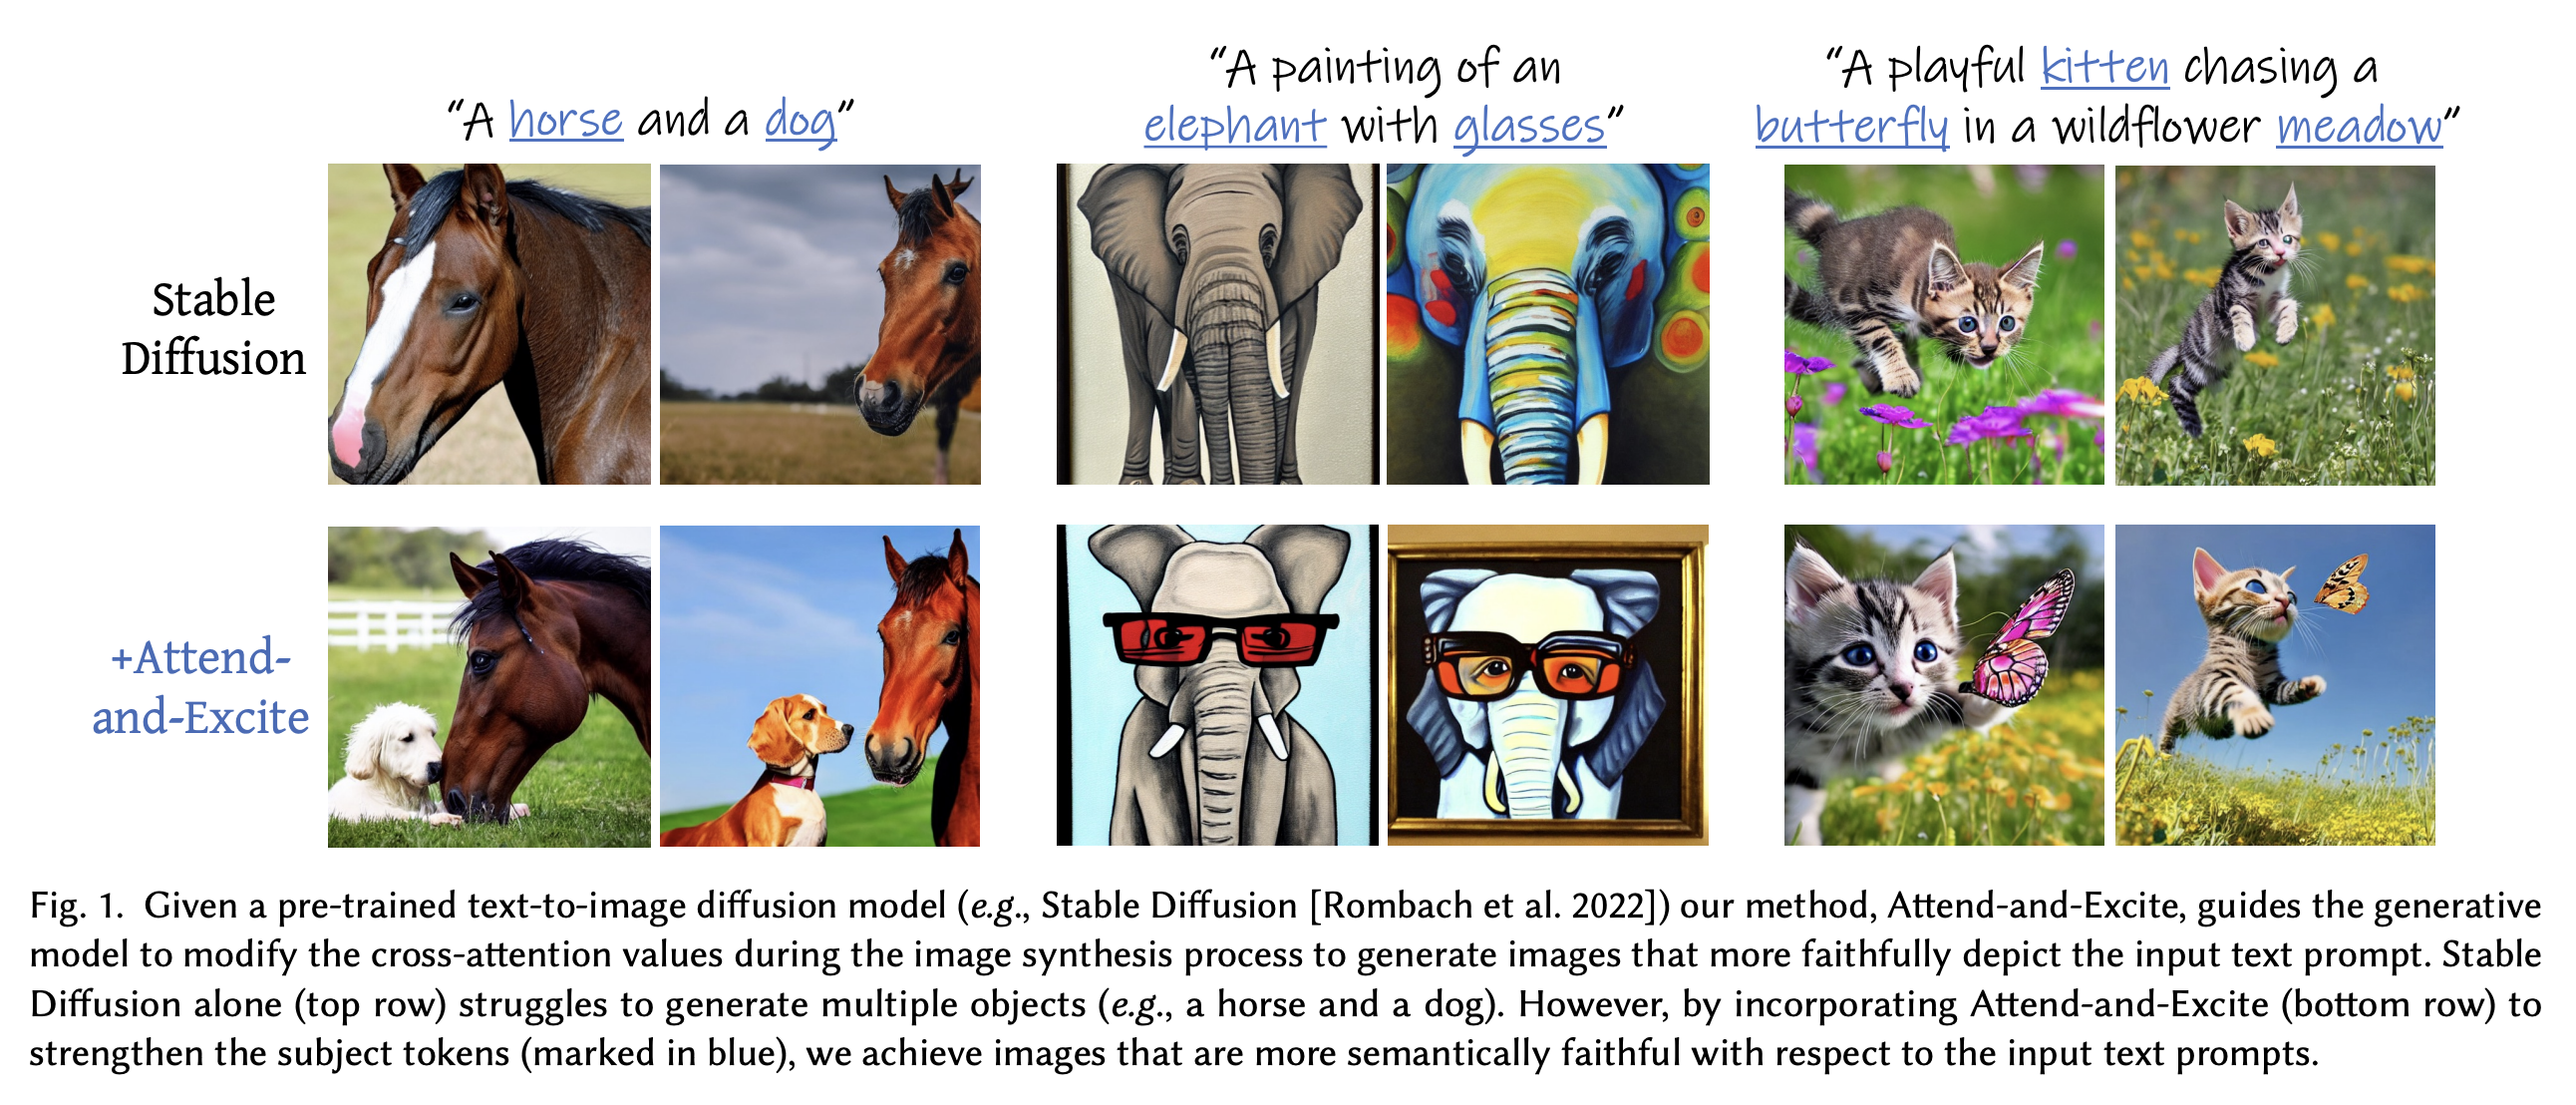 “A horse and a dog”
“A painting of an
elephant with glasses”
“A playful kitten chasing a
butterfly in a wildflower meadow”
Stable
Diffusion
+Attend-
and-Excite
Fig. 1. Given a pre-trained text-to-image diffusion model (e.g., Stable Diffusion [Rombach et al. 2022]) our method, Attend-and-Excite, guides the generative
model to modify the cross-attention values during the image synthesis process to generate images that more faithfully depict the input text prompt. Stable
Diffusion alone (top row) struggles to generate multiple objects (e.g., a horse and a dog). However, by incorporating Attend-and-Excite (bottom row) to
strengthen the subject tokens (marked in blue), we achieve images that are more semantically faithful with respect to the input text prompts.